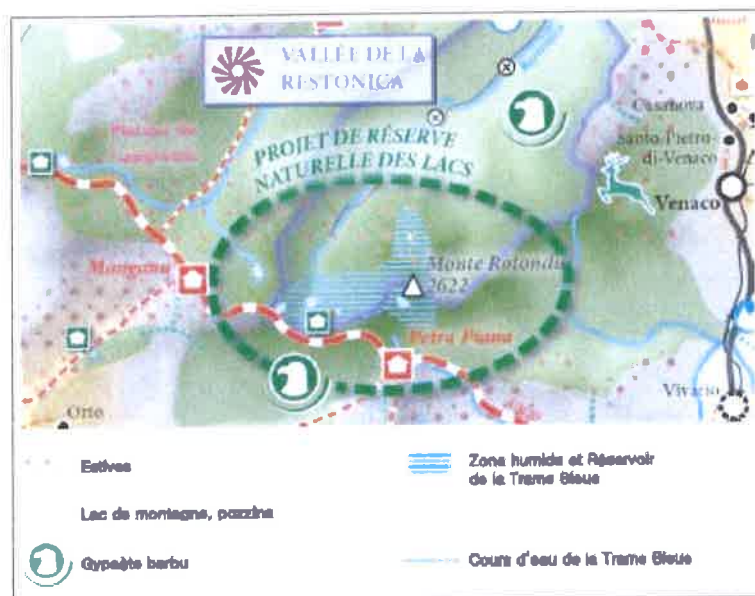 VALLÉE DE LA
RESTONICA
PROJET DE RÉSERVE
NATURELLE DES LACS
Casanova
Santo-Pietro-
di-Venaco
Venaco
Manganu
Monte Rotondu
2622
Petra Piana
Vivario
Orto
Estives
Zone humide et Réservoir
de la Trame Bleue
Lac de montagne, pozzine
Gypaète barbu
Cours d'eau de la Trame Bleue